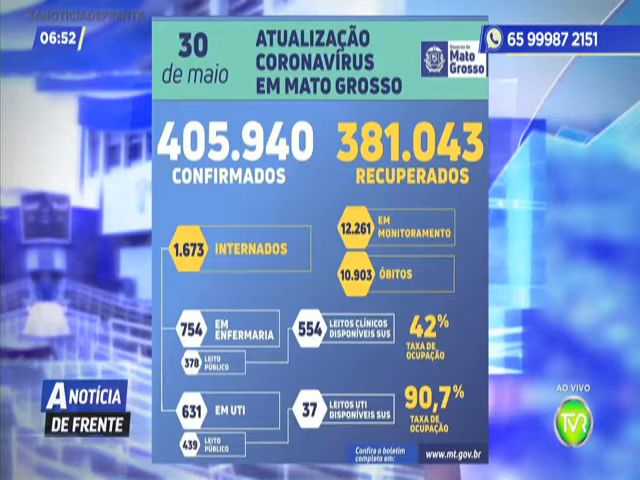 #ANOTICIADEFRENTE
06:52
30
de maio
ATUALIZAÇÃO
CORONAVÍRUS
EM MATO GROSSO
Governo de
Mato
Grosso
65 99987 2151
405.940
CONFIRMADOS
381.043
RECUPERADOS
1.673 INTERNADOS
12.261 EM
MONITORAMENTO
10.903 ÓBITOS
754 EM
ENFERMARIA
378 LEITO
PÚBLICO
554 LEITOS CLÍNICOS
DISPONÍVEIS SUS
42%
TAXA DE
OCUPAÇÃO
631 EM UTI
439 LEITO
PÚBLICO
37 LEITOS UTI
DISPONÍVEIS SUS
90,7%
TAXA DE
OCUPAÇÃO
Confira o boletim
completo em:
www.mt.gov.br
A NOTÍCIA
DE FRENTE
AO VIVO
TVR